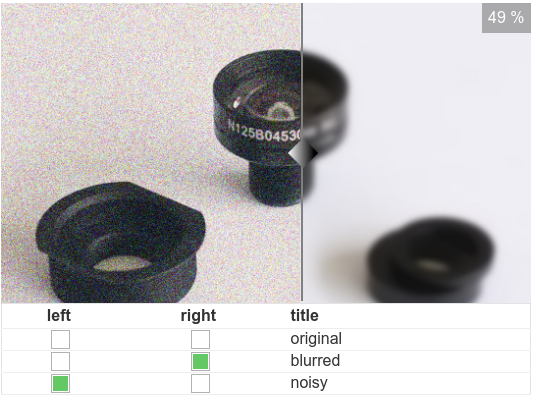 49 %
N125B0453
left right title
original
blurred
noisy